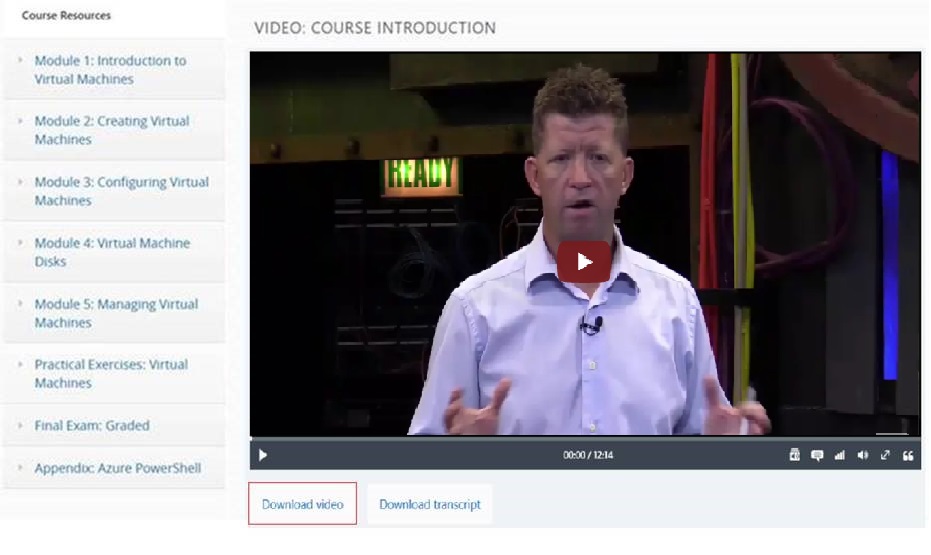 Course Resources
Module 1: Introduction to
Virtual Machines
Module 2: Creating Virtual
Machines
Module 3: Configuring Virtual
Machines
Module 4: Virtual Machine
Disks
Module 5: Managing Virtual
Machines
Practical Exercises: Virtual
Machines
Final Exam: Graded
Appendix: Azure PowerShell
VIDEO: COURSE INTRODUCTION
READY
00:00 / 12:14
Download video
Download transcript